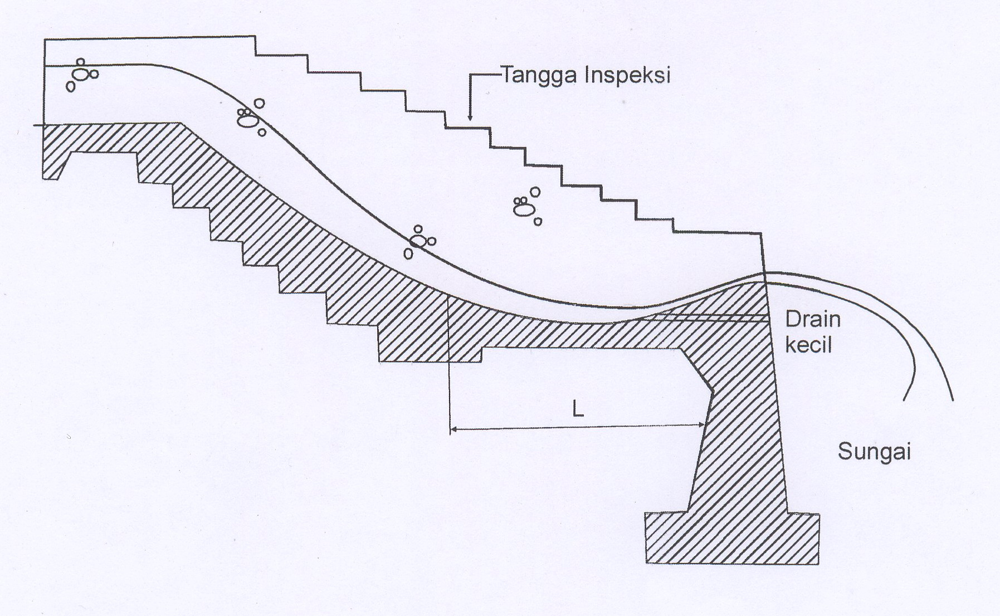 Tangga Inspeksi
Drain
kecil
L
Sungai